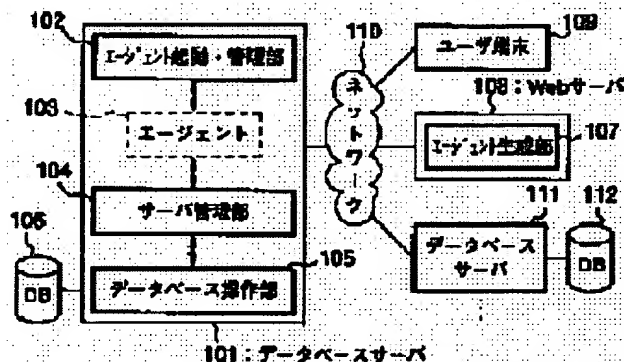 102
エージェント起動・管理部
103
エージェント
104
サーバ管理部
106
DB
105
データベース操作部
101：データベースサーバ
110
ネットワーク
109
ユーザ端末
108：Webサーバ
エージェント生成部
107
111
データベース
サーバ
112
DB